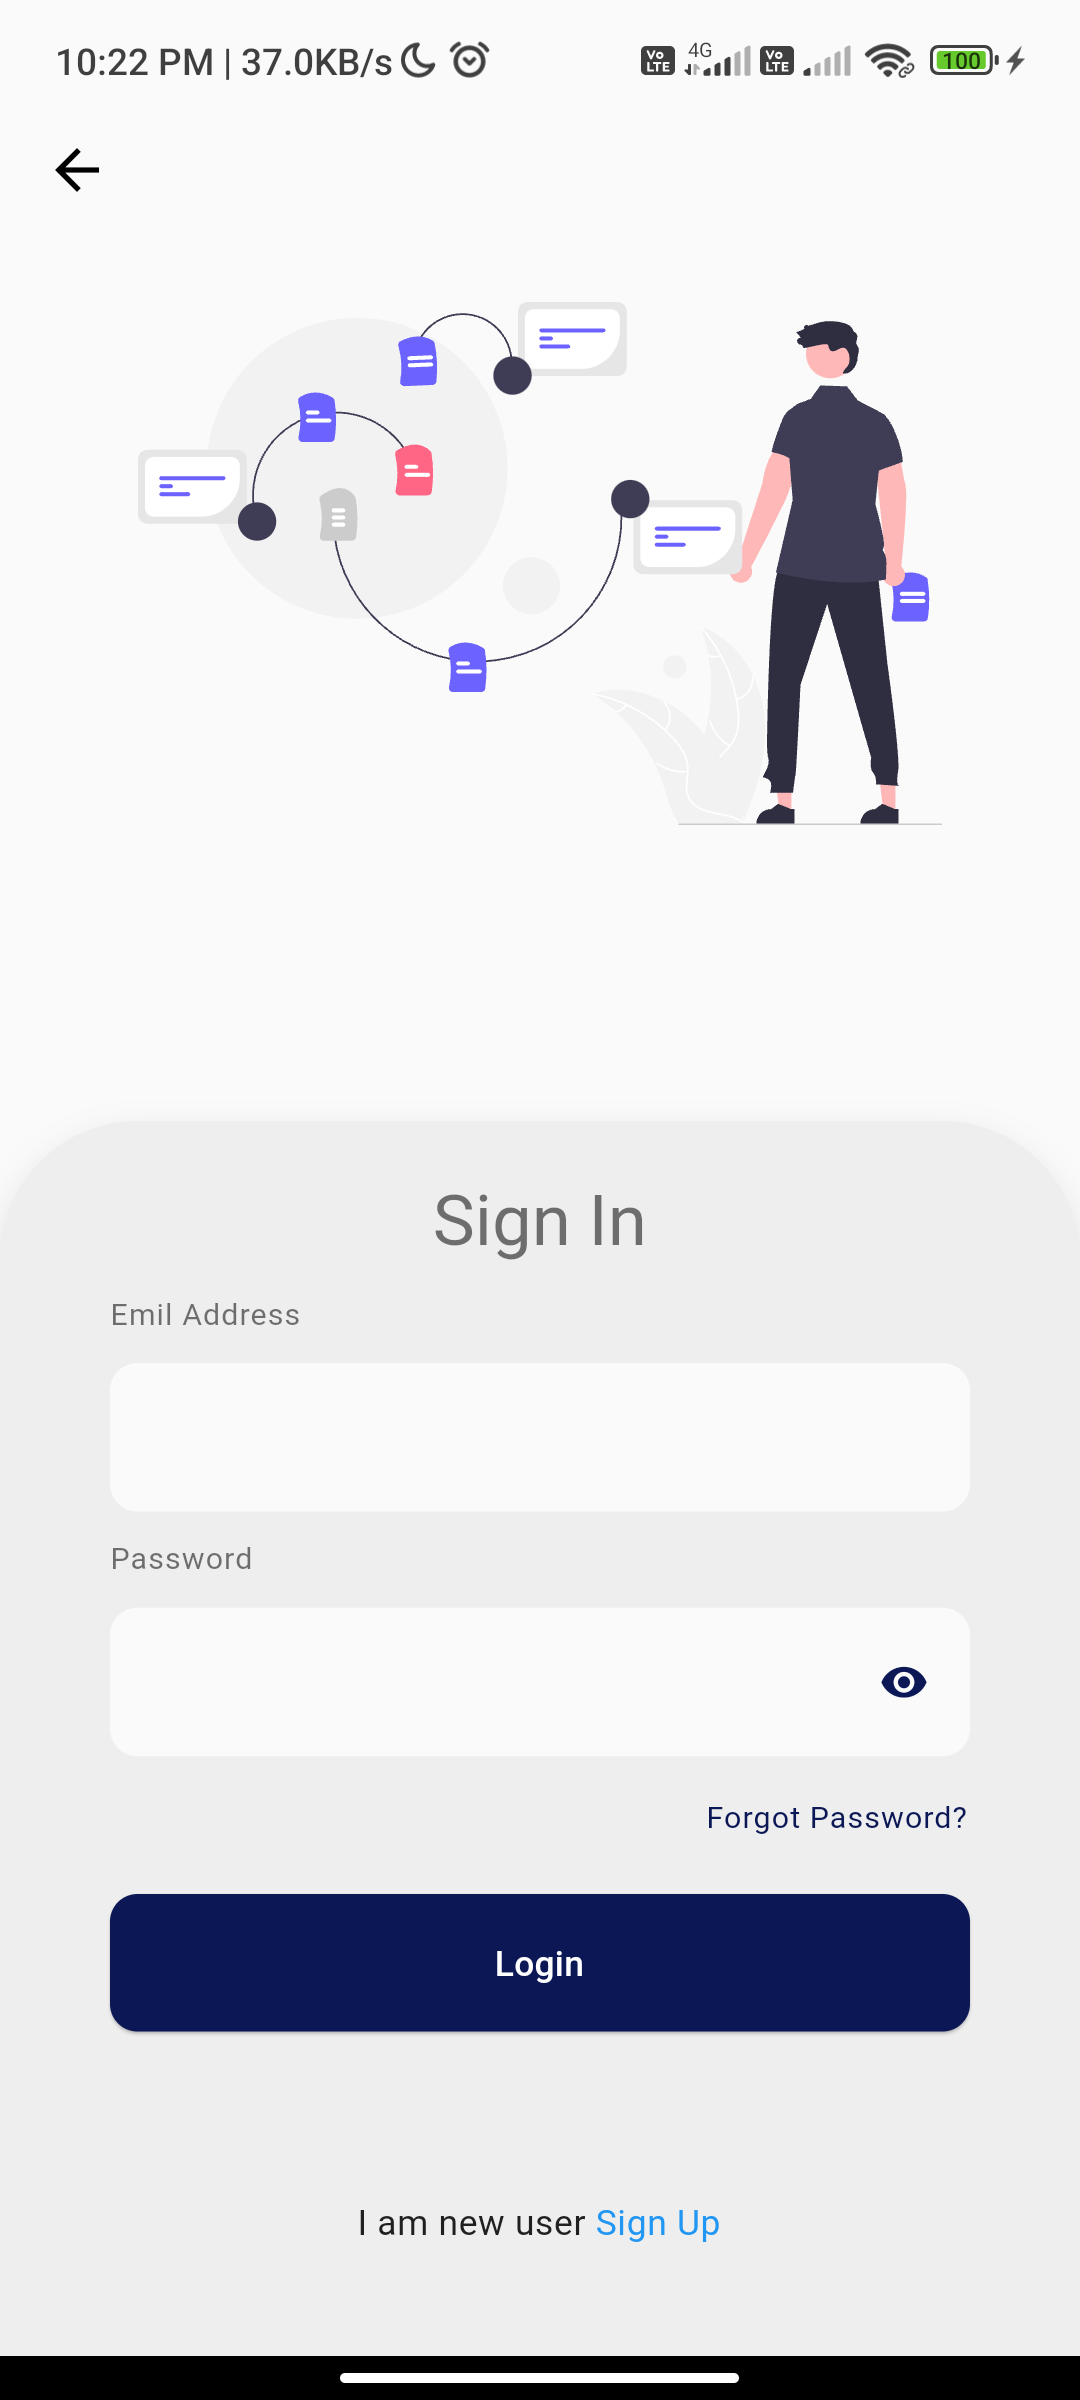 10:22 PM | 37.0KB/s Vo LTE 4G Vo LTE 100
Sign In
Emil Address
Password
Forgot Password?
Login
I am new user Sign Up